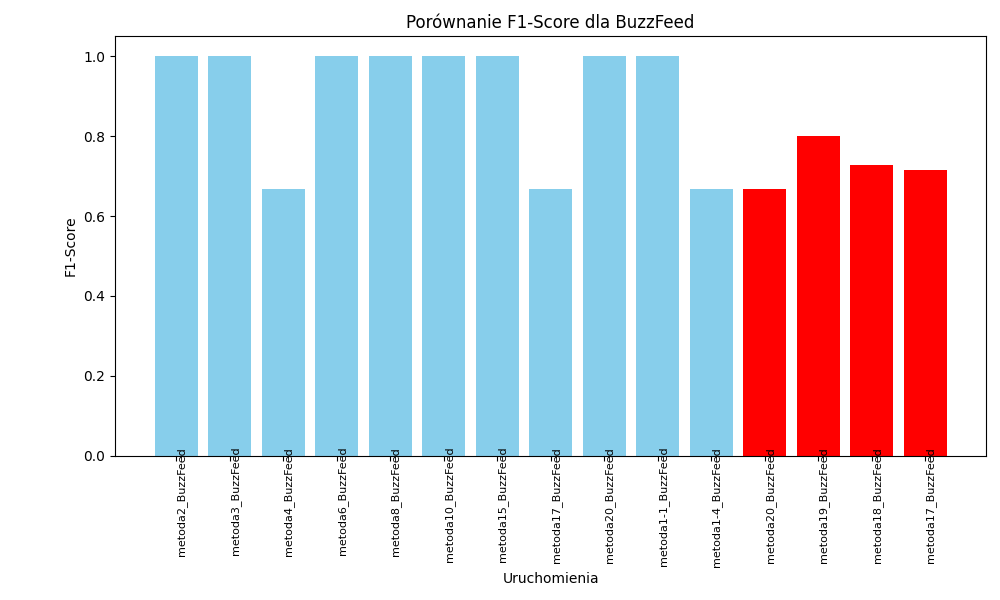 Porównanie F1-Score dla BuzzFeed
F1-Score
1.0
0.8
0.6
0.4
0.2
0.0
metoda2_BuzzFeed
metoda3_BuzzFeed
metoda4_BuzzFeed
metoda6_BuzzFeed
metoda8_BuzzFeed
metoda10_BuzzFeed
metoda15_BuzzFeed
metoda17_BuzzFeed
metoda20_BuzzFeed
metoda1-1_BuzzFeed
metoda1-4_BuzzFeed
metoda20_BuzzFeed
metoda19_BuzzFeed
metoda18_BuzzFeed
metoda17_BuzzFeed
Uruchomienia